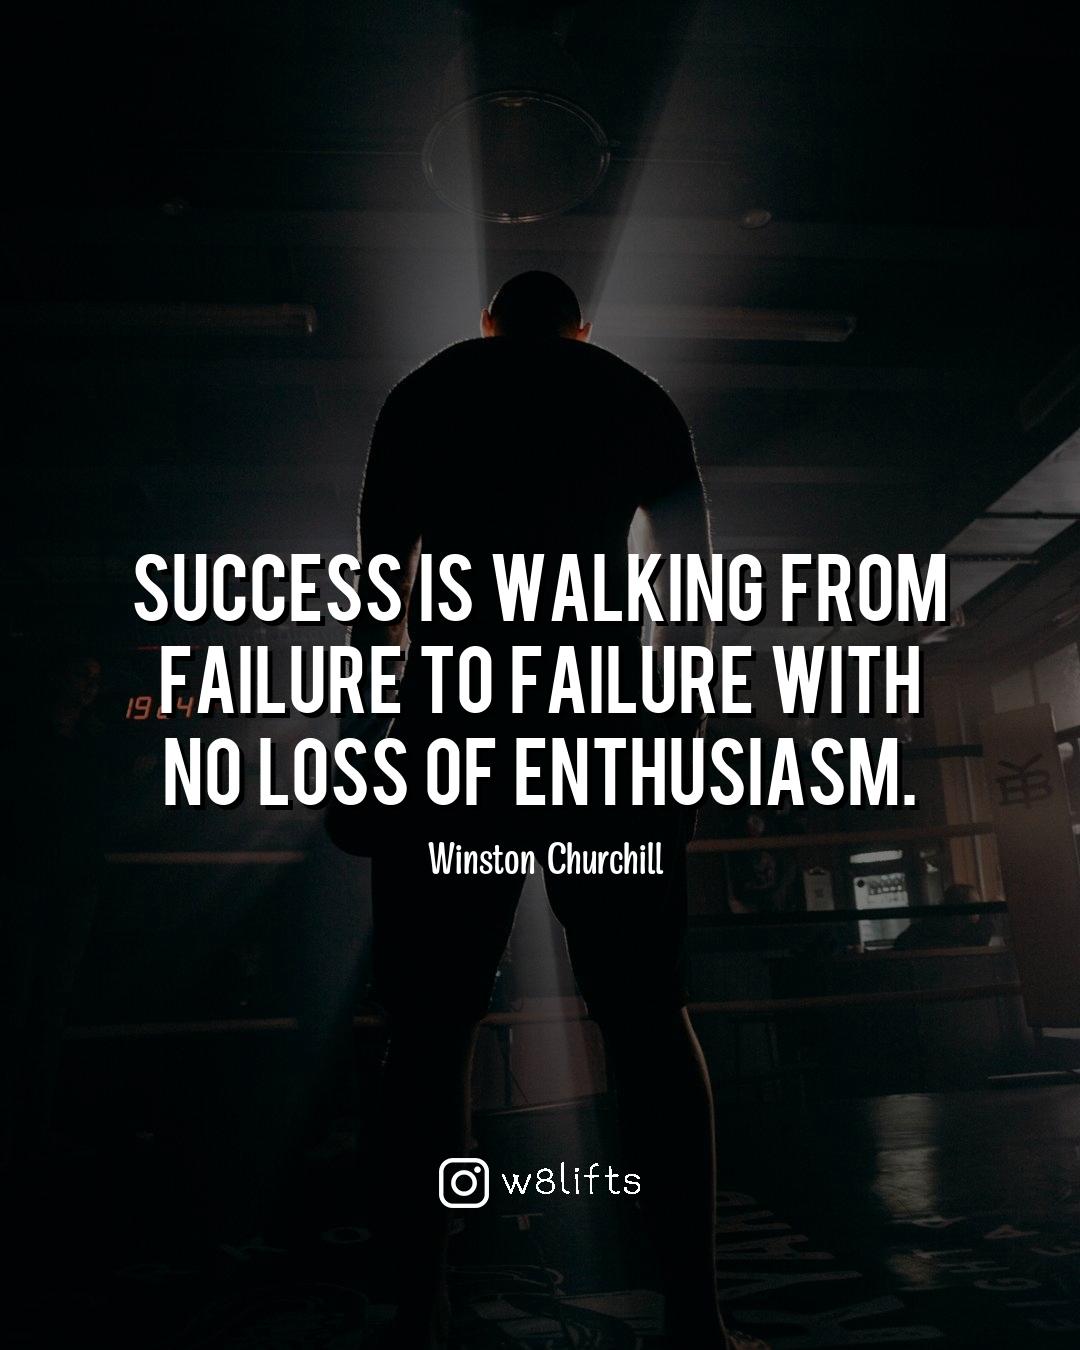 SUCCESS IS WALKING FROM
FAILURE TO FAILURE WITH
NO LOSS OF ENTHUSIASM.
Winston Churchill
w8lifts